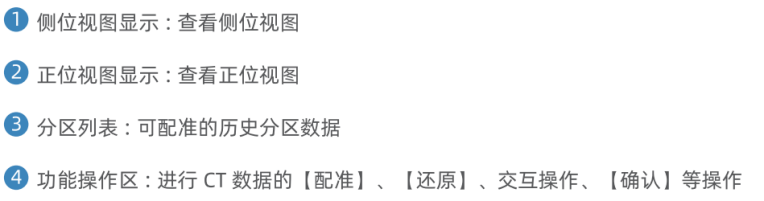 1 侧位视图显示：查看侧位视图
2 正位视图显示：查看正位视图
3 分区列表：可配准的历史分区数据
4 功能操作区：进行 CT 数据的【配准】、【还原】、交互操作、【确认】等操作